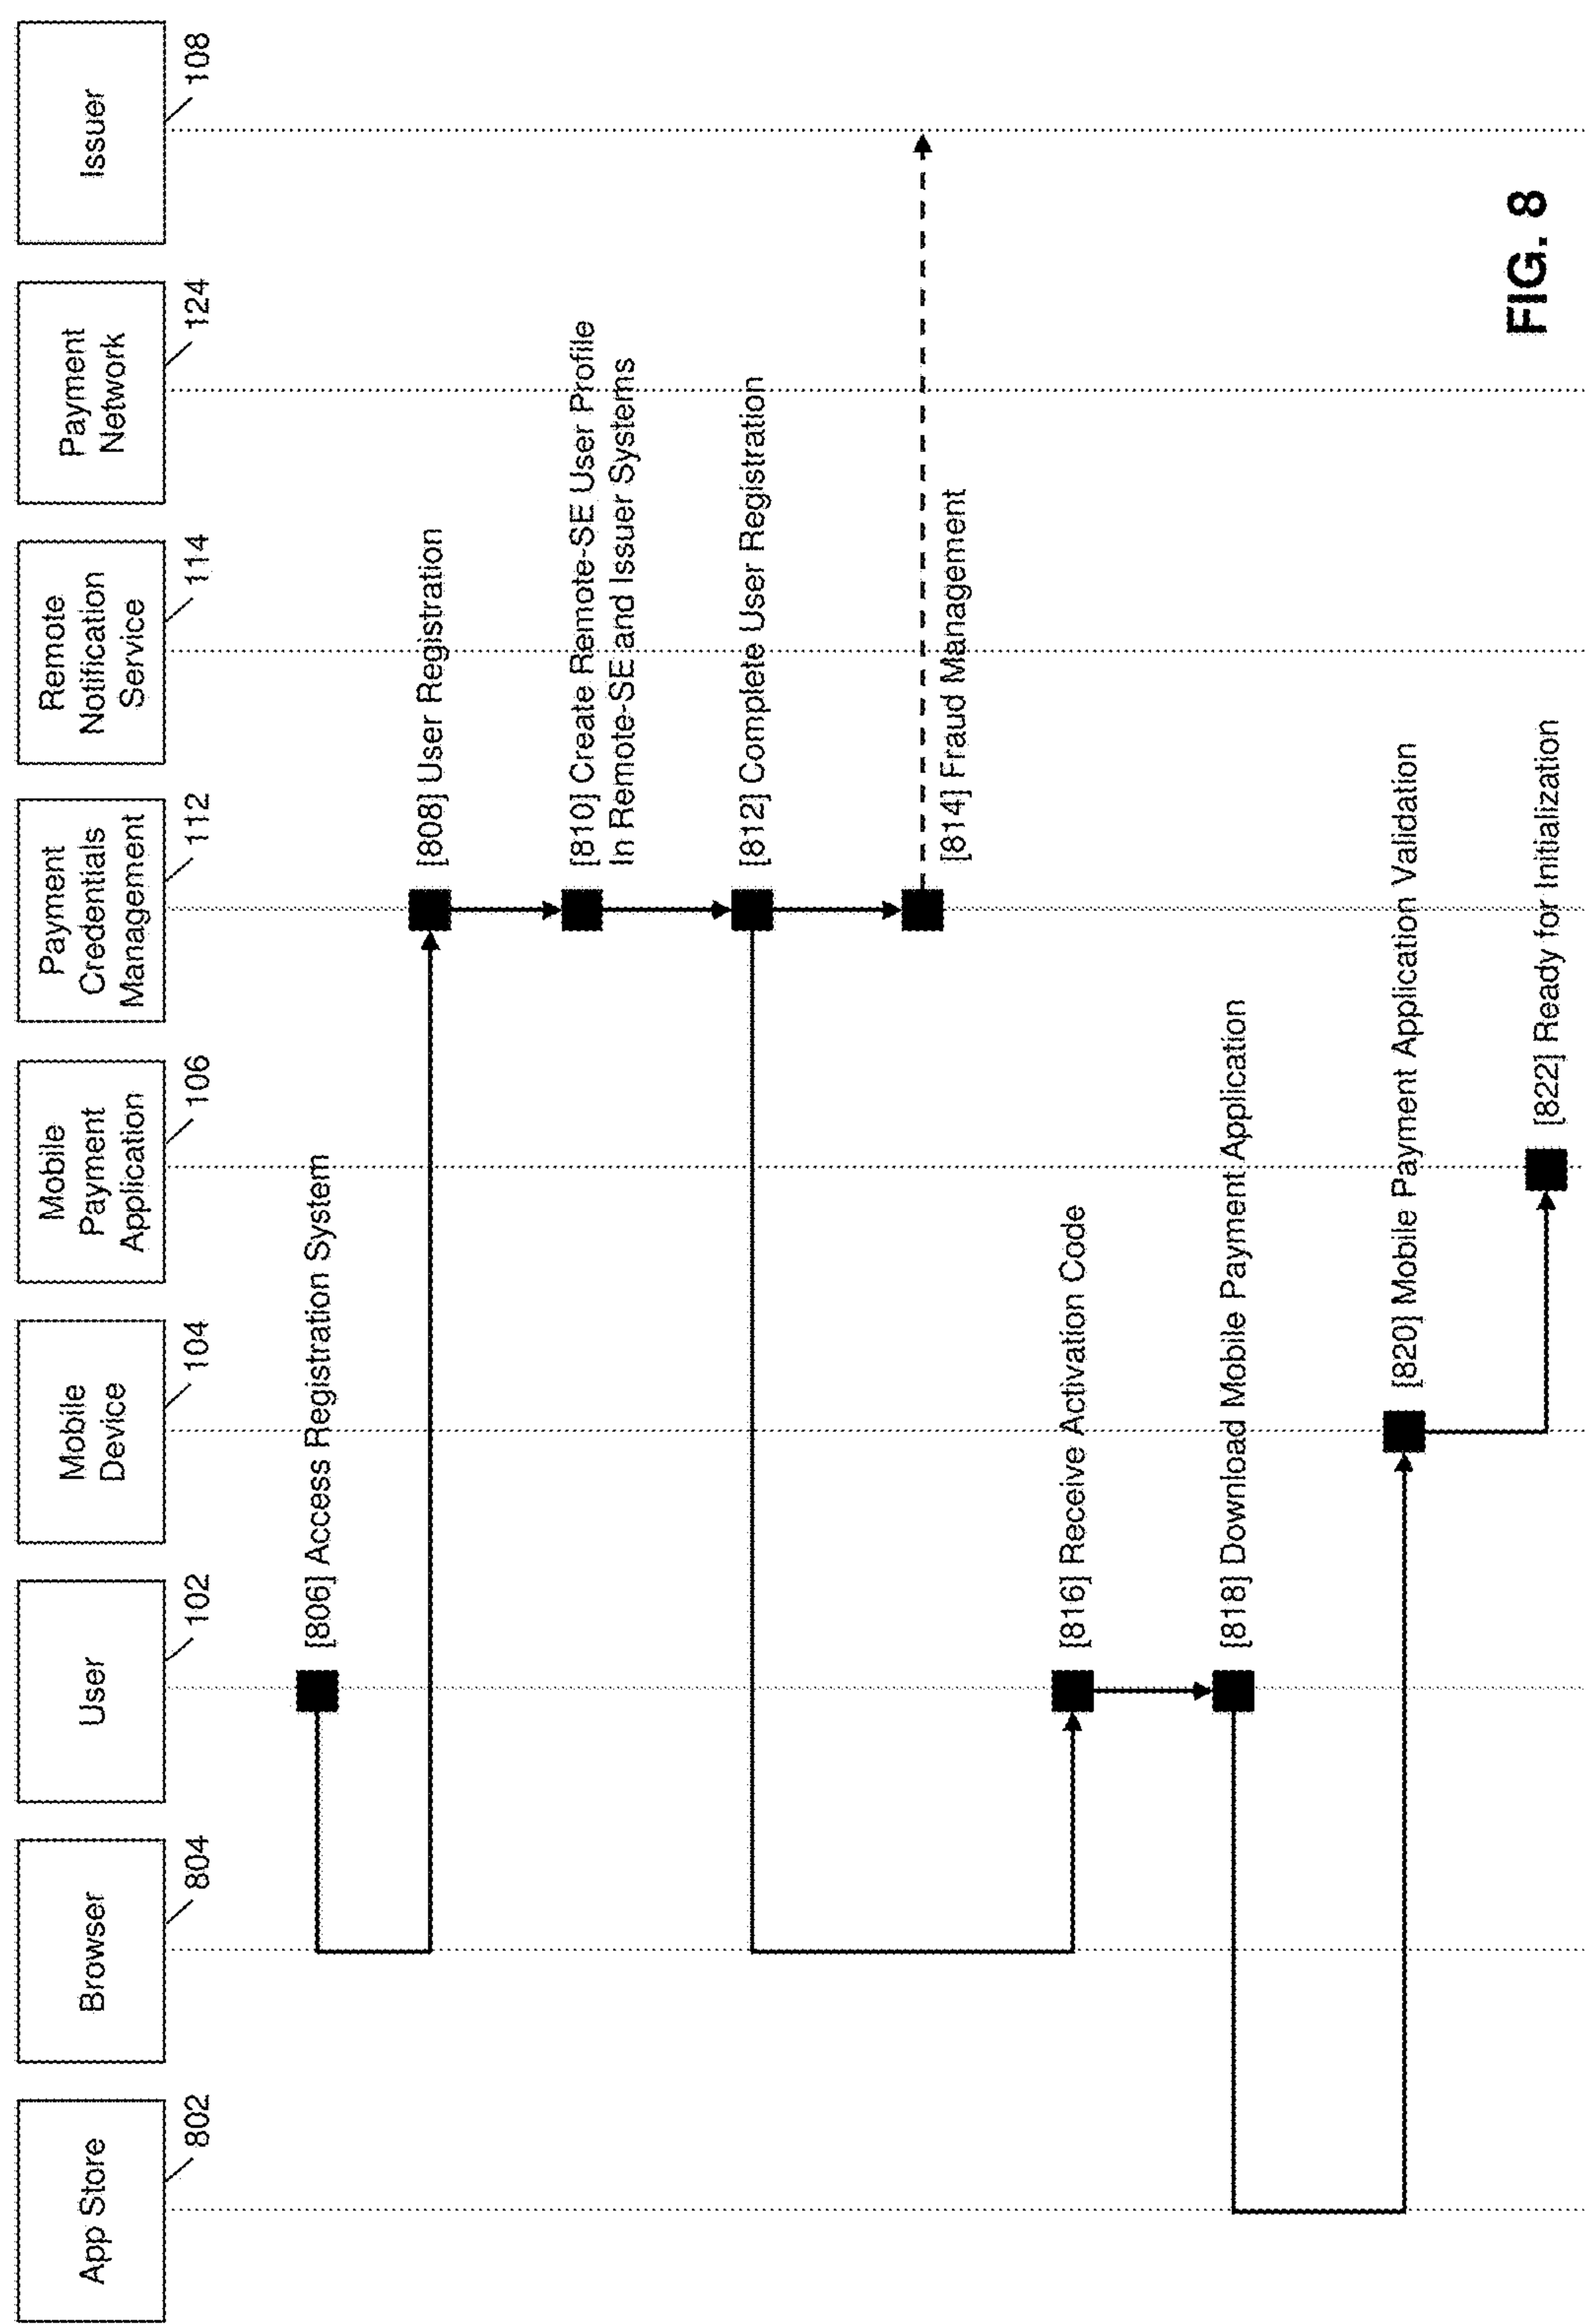 App Store
802
Browser
804
User
102
Mobile
Device
104
Mobile
Payment
Application
106
Payment
Credentials
Management
112
Remote
Notification
Service
114
Payment
Network
124
Issuer
108
[806] Access Registration System
[808] User Registration
[810] Create Remote-SE User Profile
In Remote-SE and Issuer Systems
[812] Complete User Registration
[814] Fraud Management
[816] Receive Activation Code
[818] Download Mobile Payment Application
[820] Mobile Payment Application Validation
[822] Ready for Initialization
FIG. 8